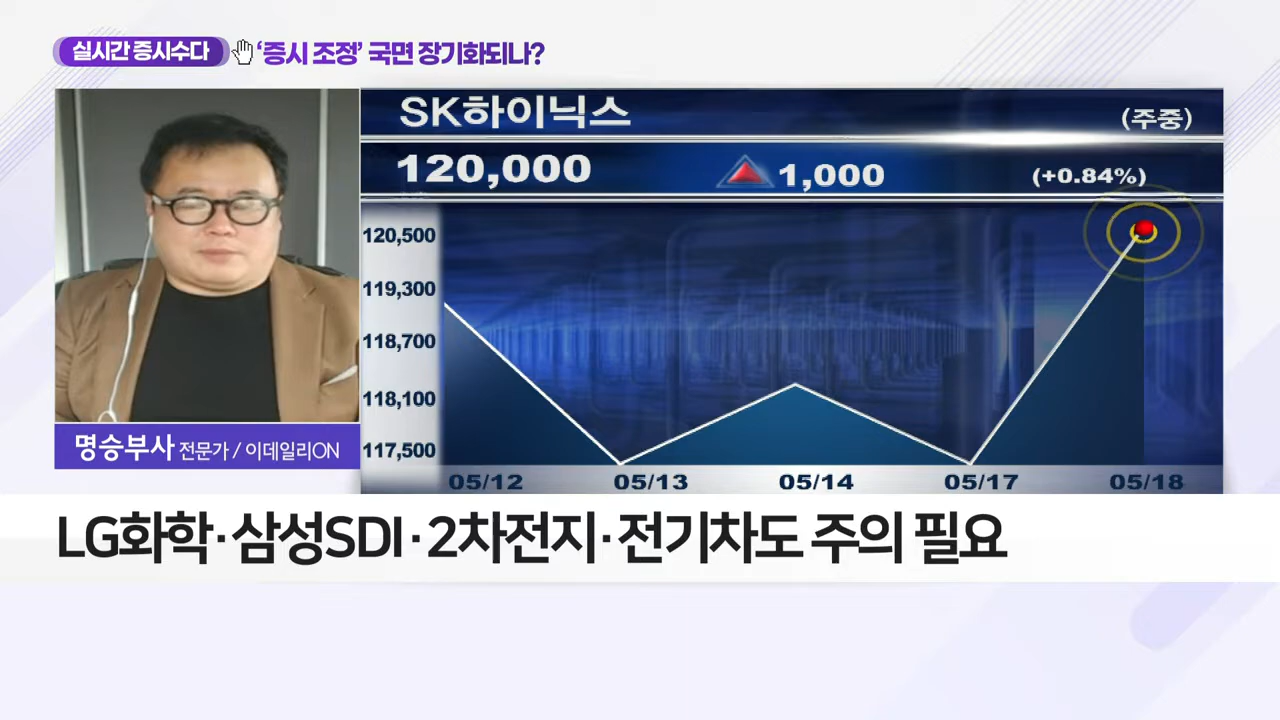 실시간 증시수다
‘증시 조정’ 국면 장기화되나?
SK하이닉스
(주중)
120,000
1,000
(+0.84%)
120,500
119,300
118,700
118,100
117,500
05/12
05/13
05/14
05/17
05/18
명승부사 전문가 / 이데일리ON
LG화학·삼성SDI·2차전지·전기차도 주의 필요